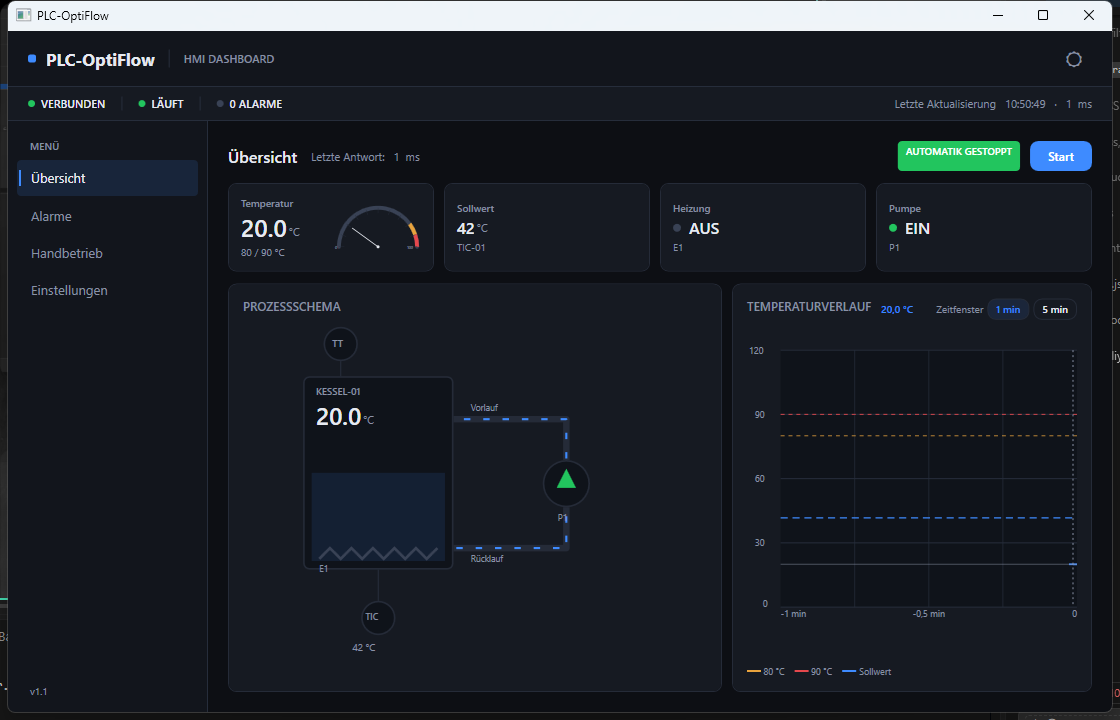 PLC-OptiFlow
PLC-OptiFlow HMI DASHBOARD
VERBUNDEN LÄUFT 0 ALARME Letzte Aktualisierung 10:50:49 · 1 ms
MENÜ
Übersicht
Alarme
Handbetrieb
Einstellungen
v1.1
Übersicht Letzte Antwort: 1 ms AUTOMATIK GESTOPPT Start
Temperatur
20.0 °C
80 / 90 °C
Sollwert
42 °C
TIC-01
Heizung
AUS
E1
Pumpe
EIN
P1
PROZESSSCHEMA
TT
KESSEL-01
20.0 °C
Vorlauf
P1
Rücklauf
E1
TIC
42 °C
TEMPERATURVERLAUF 20,0 °C Zeitfenster 1 min 5 min
120
90
60
30
0
-1 min -0,5 min 0
80 °C 90 °C Sollwert